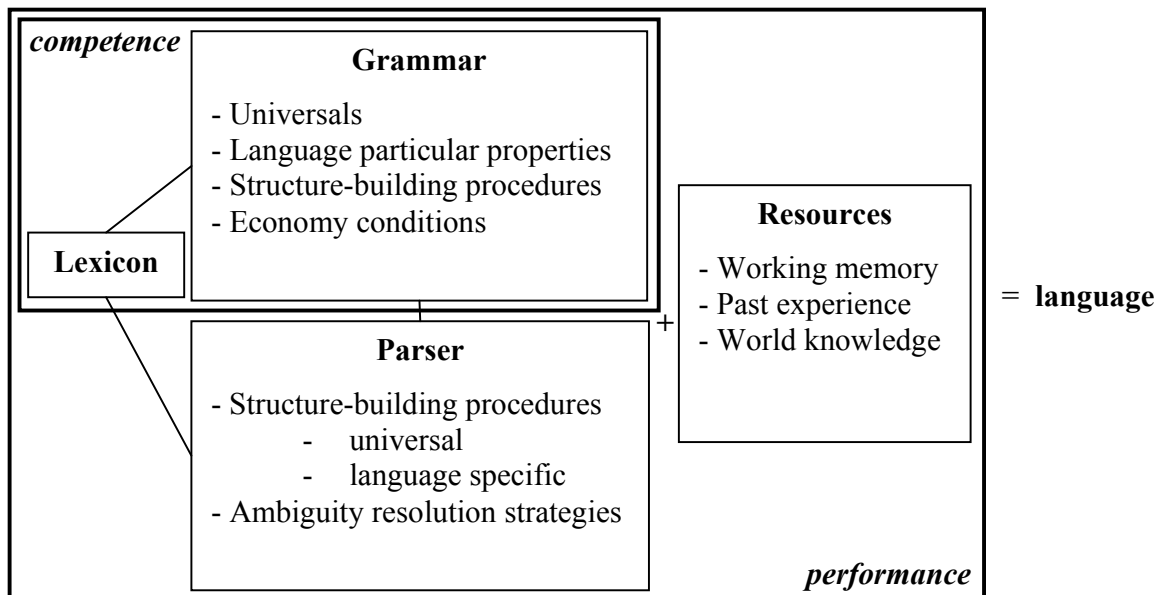 competence
Grammar
- Universals
- Language particular properties
- Structure-building procedures
- Economy conditions
Lexicon
Parser
- Structure-building procedures
- universal
- language specific
- Ambiguity resolution strategies
+
Resources
- Working memory
- Past experience
- World knowledge
= language
performance